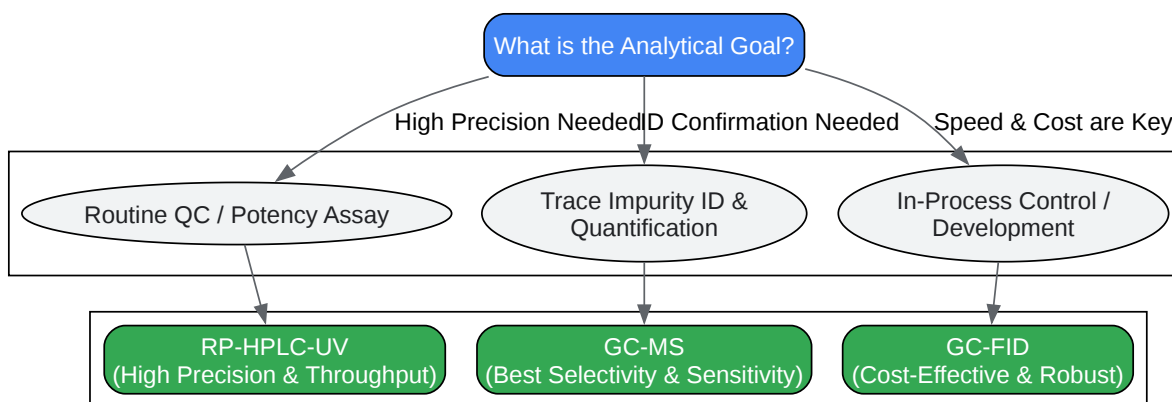 What is the Analytical Goal?
High Precision Needed
ID Confirmation Needed
Speed & Cost are Key
Routine QC / Potency Assay
Trace Impurity ID &
Quantification
In-Process Control /
Development
RP-HPLC-UV
(High Precision & Throughput)
GC-MS
(Best Selectivity & Sensitivity)
GC-FID
(Cost-Effective & Robust)